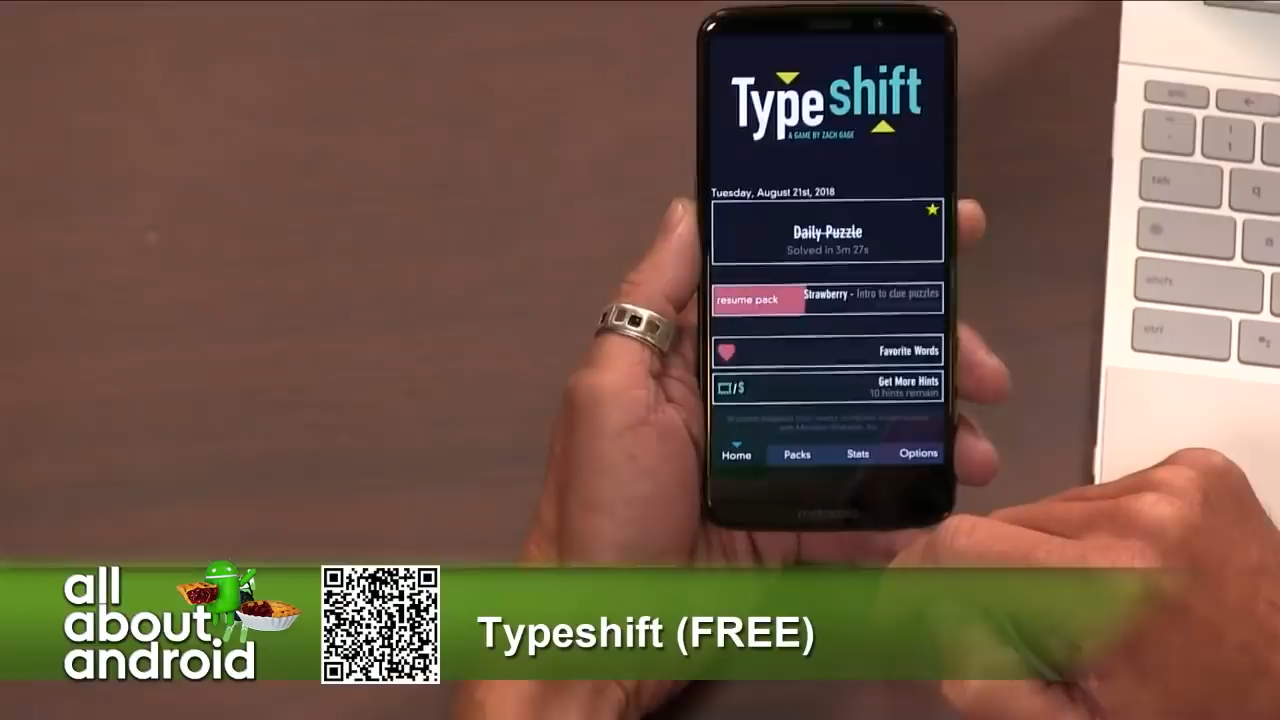 Type shift
A GAME BY ZACH GAGE
Tuesday, August 21st, 2018
Daily Puzzle
Solved in 3m 27s
resume pack
Strawberry - Intro to clue puzzles
Favorite Words
/$
Get More Hints
10 hints remain
Home
Packs
Stats
Options
all
about
android
Typeshift (FREE)